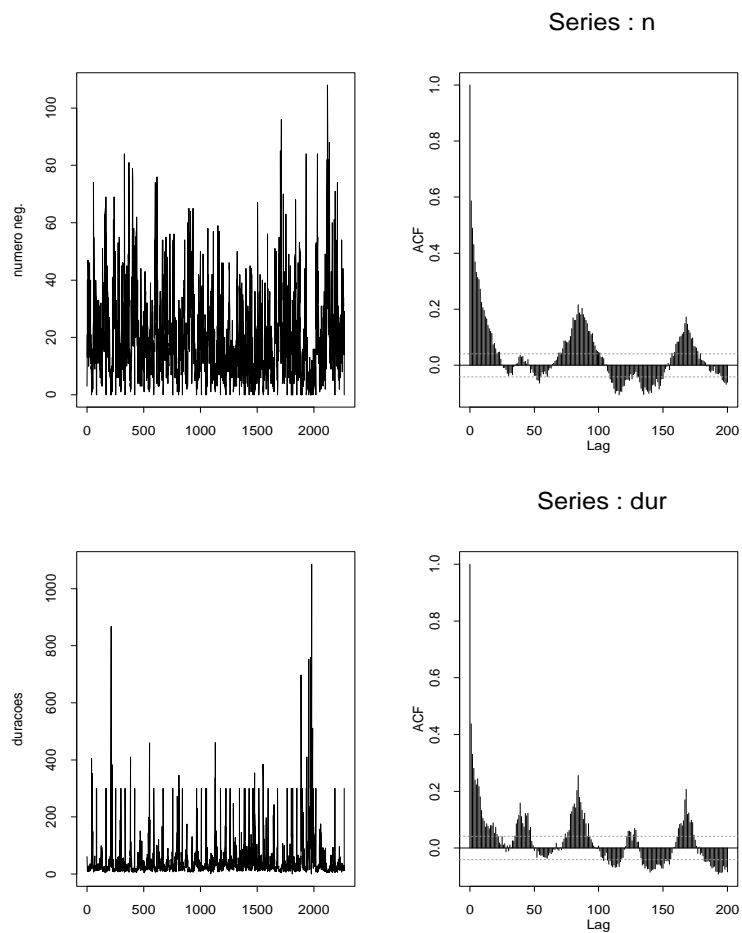 Series : n
numero neg.
0 20 40 60 80 100
0 500 1000 1500 2000
ACF
0.0 0.2 0.4 0.6 0.8 1.0
0 50 100 150 200
Lag
Series : dur
duracoes
0 200 400 600 800 1000
0 500 1000 1500 2000
ACF
0.0 0.2 0.4 0.6 0.8 1.0
0 50 100 150 200
Lag